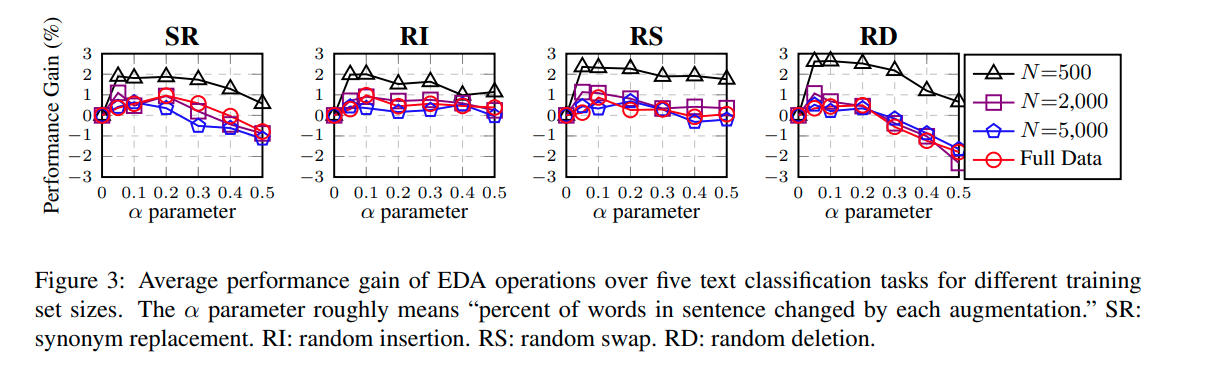 Performance Gain (%)
SR
3
2
1
0
−1
−2
−3
0 0.1 0.2 0.3 0.4 0.5
α parameter
RI
3
2
1
0
−1
−2
−3
0 0.1 0.2 0.3 0.4 0.5
α parameter
RS
3
2
1
0
−1
−2
−3
0 0.1 0.2 0.3 0.4 0.5
α parameter
RD
3
2
1
0
−1
−2
−3
0 0.1 0.2 0.3 0.4 0.5
α parameter
N=500
N=2,000
N=5,000
Full Data
Figure 3: Average performance gain of EDA operations over five text classification tasks for different training
set sizes. The α parameter roughly means “percent of words in sentence changed by each augmentation.” SR:
synonym replacement. RI: random insertion. RS: random swap. RD: random deletion.